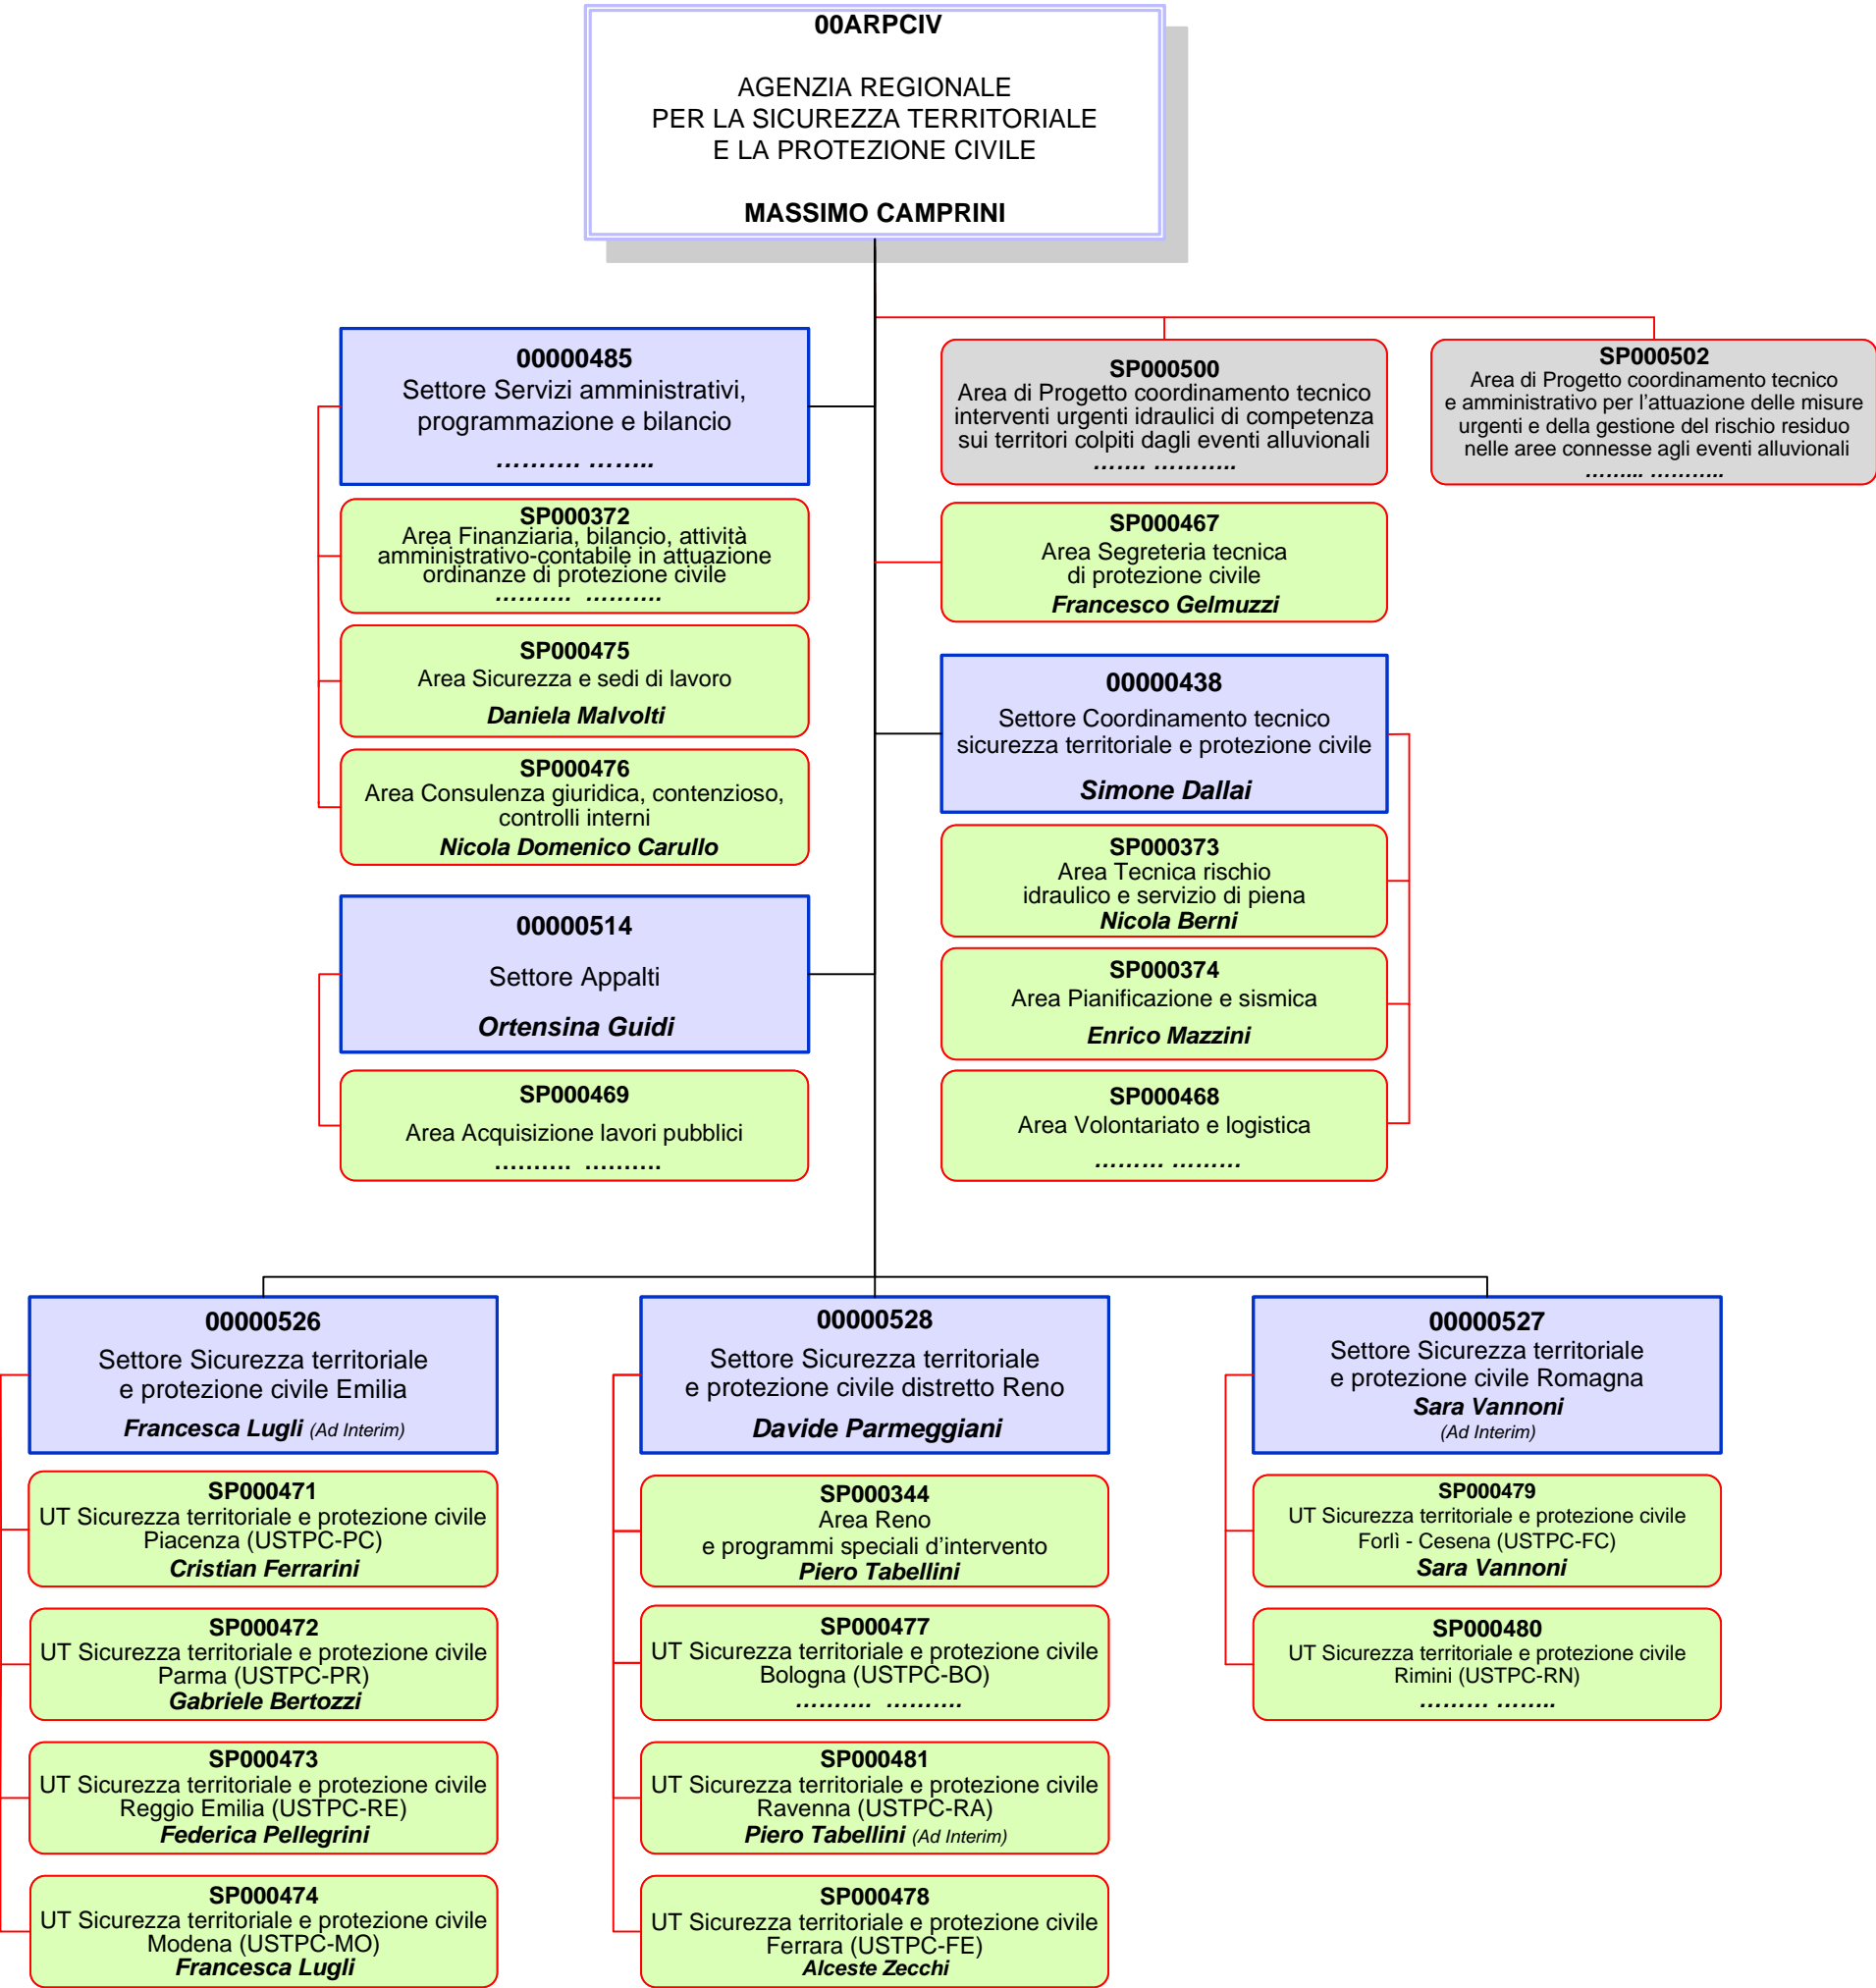 00ARPCIV
AGENZIA REGIONALE
PER LA SICUREZZA TERRITORIALE
E LA PROTEZIONE CIVILE
MASSIMO CAMPRINI
00000485
Settore Servizi amministrativi,
programmazione e bilancio
………. ……..
SP000372
Area Finanziaria, bilancio, attività
amministrativo-contabile in attuazione
ordinanze di protezione civile
………. ……….
SP000475
Area Sicurezza e sedi di lavoro
Daniela Malvolti
SP000476
Area Consulenza giuridica, contenzioso,
controlli interni
Nicola Domenico Carullo
00000514
Settore Appalti
Ortensina Guidi
SP000469
Area Acquisizione lavori pubblici
………. ……….
SP000500
Area di Progetto coordinamento tecnico
interventi urgenti idraulici di competenza
sui territori colpiti dagli eventi alluvionali
……. ………..
SP000502
Area di Progetto coordinamento tecnico
e amministrativo per l’attuazione delle misure
urgenti e della gestione del rischio residuo
nelle aree connesse agli eventi alluvionali
…….. ………..
SP000467
Area Segreteria tecnica
di protezione civile
Francesco Gelmuzzi
00000438
Settore Coordinamento tecnico
sicurezza territoriale e protezione civile
Simone Dallai
SP000373
Area Tecnica rischio
idraulico e servizio di piena
Nicola Berni
SP000374
Area Pianificazione e sismica
Enrico Mazzini
SP000468
Area Volontariato e logistica
……… ………
00000526
Settore Sicurezza territoriale
e protezione civile Emilia
Francesca Lugli (Ad Interim)
SP000471
UT Sicurezza territoriale e protezione civile
Piacenza (USTPC-PC)
Cristian Ferrarini
SP000472
UT Sicurezza territoriale e protezione civile
Parma (USTPC-PR)
Gabriele Bertozzi
SP000473
UT Sicurezza territoriale e protezione civile
Reggio Emilia (USTPC-RE)
Federica Pellegrini
SP000474
UT Sicurezza territoriale e protezione civile
Modena (USTPC-MO)
Francesca Lugli
00000528
Settore Sicurezza territoriale
e protezione civile distretto Reno
Davide Parmeggiani
SP000344
Area Reno
e programmi speciali d’intervento
Piero Tabellini
SP000477
UT Sicurezza territoriale e protezione civile
Bologna (USTPC-BO)
………. ……….
SP000481
UT Sicurezza territoriale e protezione civile
Ravenna (USTPC-RA)
Piero Tabellini (Ad Interim)
SP000478
UT Sicurezza territoriale e protezione civile
Ferrara (USTPC-FE)
Alceste Zecchi
00000527
Settore Sicurezza territoriale
e protezione civile Romagna
Sara Vannoni
(Ad Interim)
SP000479
UT Sicurezza territoriale e protezione civile
Forlì - Cesena (USTPC-FC)
Sara Vannoni
SP000480
UT Sicurezza territoriale e protezione civile
Rimini (USTPC-RN)
……… ……..